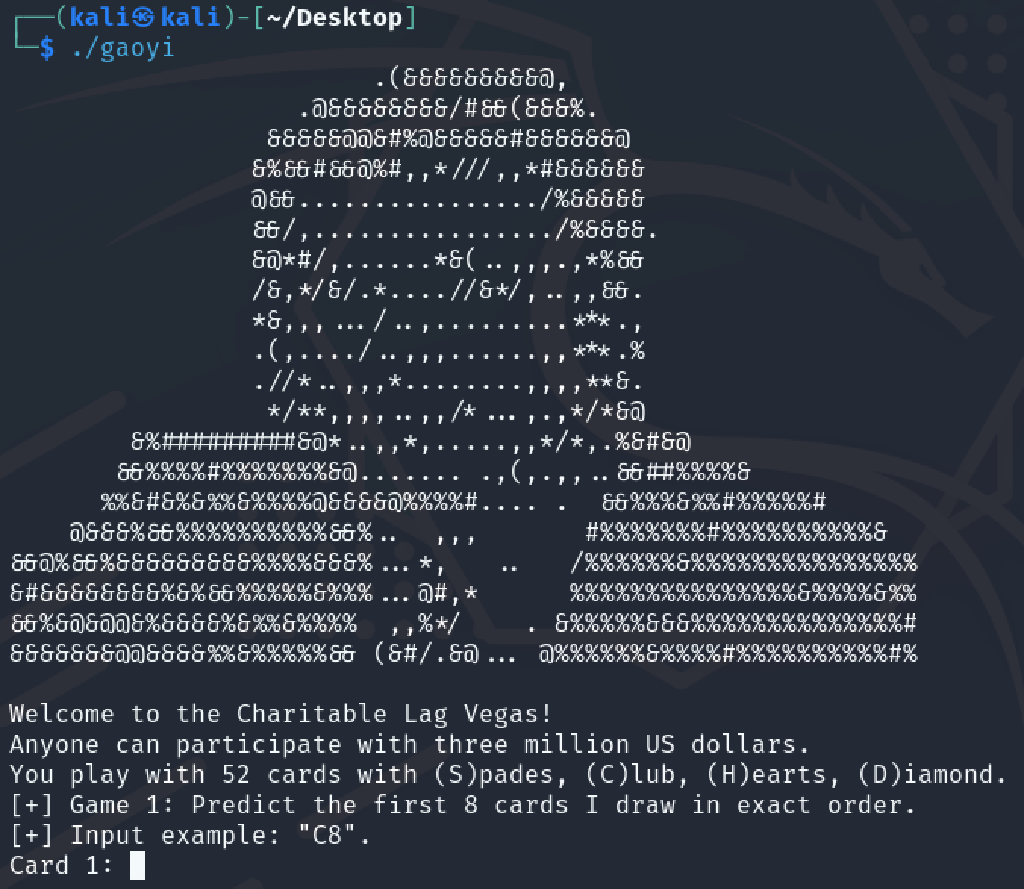 ┌──(kali㉿kali)-[~/Desktop]
└─$ ./gaoyi
Welcome to the Charitable Lag Vegas!
Anyone can participate with three million US dollars.
You play with 52 cards with (S)pades, (C)lub, (H)earts, (D)iamond.
[+] Game 1: Predict the first 8 cards I draw in exact order.
[+] Input example: "C8".
Card 1: